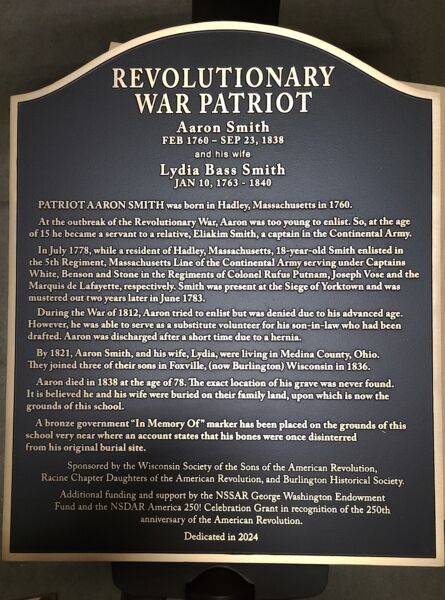 REVOLUTIONARY
WAR PATRIOT
Aaron Smith
FEB 1760 – SEP 23, 1838
and his wife
Lydia Bass Smith
JAN 10, 1763 - 1840
PATRIOT AARON SMITH was born in Hadley, Massachusetts in 1760.
At the outbreak of the Revolutionary War, Aaron was too young to enlist. So, at the age
of 15 he became a servant to a relative, Eliakim Smith, a captain in the Continental Army.
In July 1778, while a resident of Hadley, Massachusetts, 18-year-old Smith enlisted in
the 5th Regiment, Massachusetts Line of the Continental Army serving under Captains
White, Benson and Stone in the Regiments of Colonel Rufus Putnam, Joseph Vose and the
Marquis de Lafayette, respectively. Smith was present at the Siege of Yorktown and was
mustered out two years later in June 1783.
During the War of 1812, Aaron tried to enlist but was denied due to his advanced age.
However, he was able to serve as a substitute volunteer for his son-in-law who had been
drafted. Aaron was discharged after a short time due to a hernia.
By 1821, Aaron Smith, and his wife, Lydia, were living in Medina County, Ohio.
They joined three of their sons in Foxville, (now Burlington) Wisconsin in 1836.
Aaron died in 1838 at the age of 78. The exact location of his grave was never found.
It is believed he and his wife were buried on their family land, upon which is now the
grounds of this school.
A bronze government “In Memory Of” marker has been placed on the grounds of this
school very near where an account states that his bones were once disinterred
from his original burial site.
Sponsored by the Wisconsin Society of the Sons of the American Revolution,
Racine Chapter Daughters of the American Revolution, and Burlington Historical Society.
Additional funding and support by the NSSAR George Washington Endowment
Fund and the NSDAR America 250! Celebration Grant in recognition of the 250th
anniversary of the American Revolution.
Dedicated in 2024